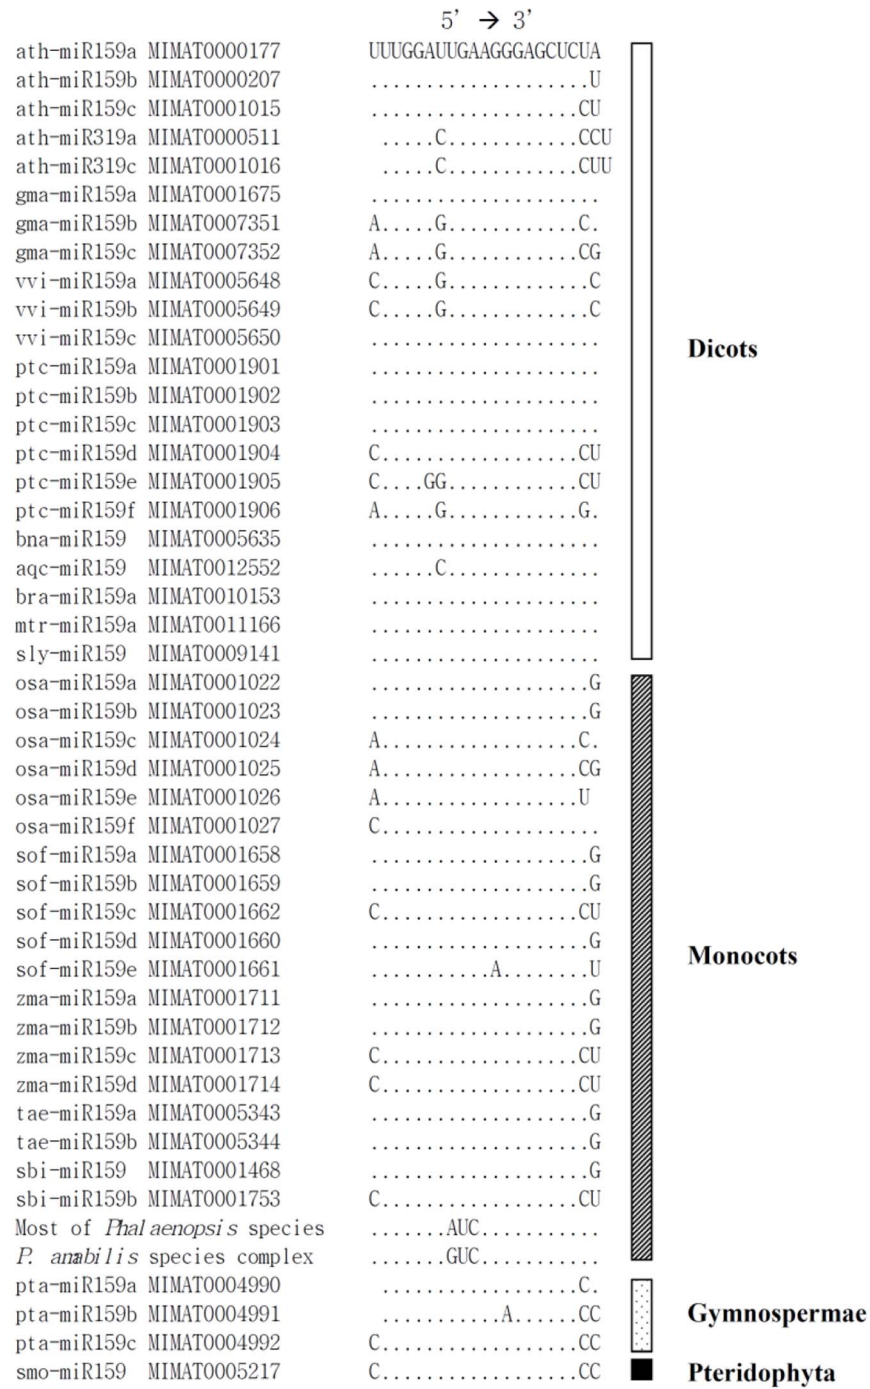 5' → 3'
ath-miR159a MIMAT0000177 UUUGGAUUGAAGGGAGCUCUA
ath-miR159b MIMAT0000207 ....................U
ath-miR159c MIMAT0001015 ...................CU
ath-miR319a MIMAT0000511 .....C............CCU
ath-miR319c MIMAT0001016 .....C............CUU
gma-miR159a MIMAT0001675 .....................
gma-miR159b MIMAT0007351 A.....G............C.
gma-miR159c MIMAT0007352 A.....G............CG
vvi-miR159a MIMAT0005648 C.....G.............C
vvi-miR159b MIMAT0005649 C.....G.............C
vvi-miR159c MIMAT0005650 .....................
Dicots
ptc-miR159a MIMAT0001901 .....................
ptc-miR159b MIMAT0001902 .....................
ptc-miR159c MIMAT0001903 .....................
ptc-miR159d MIMAT0001904 C..................CU
ptc-miR159e MIMAT0001905 C....GG............CU
ptc-miR159f MIMAT0001906 A.....G............G.
bna-miR159 MIMAT0005635 .....................
aqc-miR159 MIMAT0012552 ......C..............
bra-miR159a MIMAT0010153 .....................
mtr-miR159a MIMAT0011166 .....................
sly-miR159 MIMAT0009141 .....................
osa-miR159a MIMAT0001022 ....................G
osa-miR159b MIMAT0001023 ....................G
osa-miR159c MIMAT0001024 A..................C.
osa-miR159d MIMAT0001025 A..................CG
osa-miR159e MIMAT0001026 A..................U
osa-miR159f MIMAT0001027 C....................
sof-miR159a MIMAT0001658 ....................G
sof-miR159b MIMAT0001659 ....................G
sof-miR159c MIMAT0001662 C..................CU
sof-miR159d MIMAT0001660 ....................G
Monocots
sof-miR159e MIMAT0001661 ...........A........U
zma-miR159a MIMAT0001711 ....................G
zma-miR159b MIMAT0001712 ....................G
zma-miR159c MIMAT0001713 C..................CU
zma-miR159d MIMAT0001714 C..................CU
tae-miR159a MIMAT0005343 ....................G
tae-miR159b MIMAT0005344 ....................G
sbi-miR159 MIMAT0001468 ....................G
sbi-miR159b MIMAT0001753 C..................CU
Most of Phalaenopsis species .......AUC...........
P. amabilis species complex .......GUC...........
pta-miR159a MIMAT0004990 ..................C.
pta-miR159b MIMAT0004991 ...........A......CC
Gymnospermae
pta-miR159c MIMAT0004992 C..................CC
smo-miR159 MIMAT0005217 C..................CC
Pteridophyta